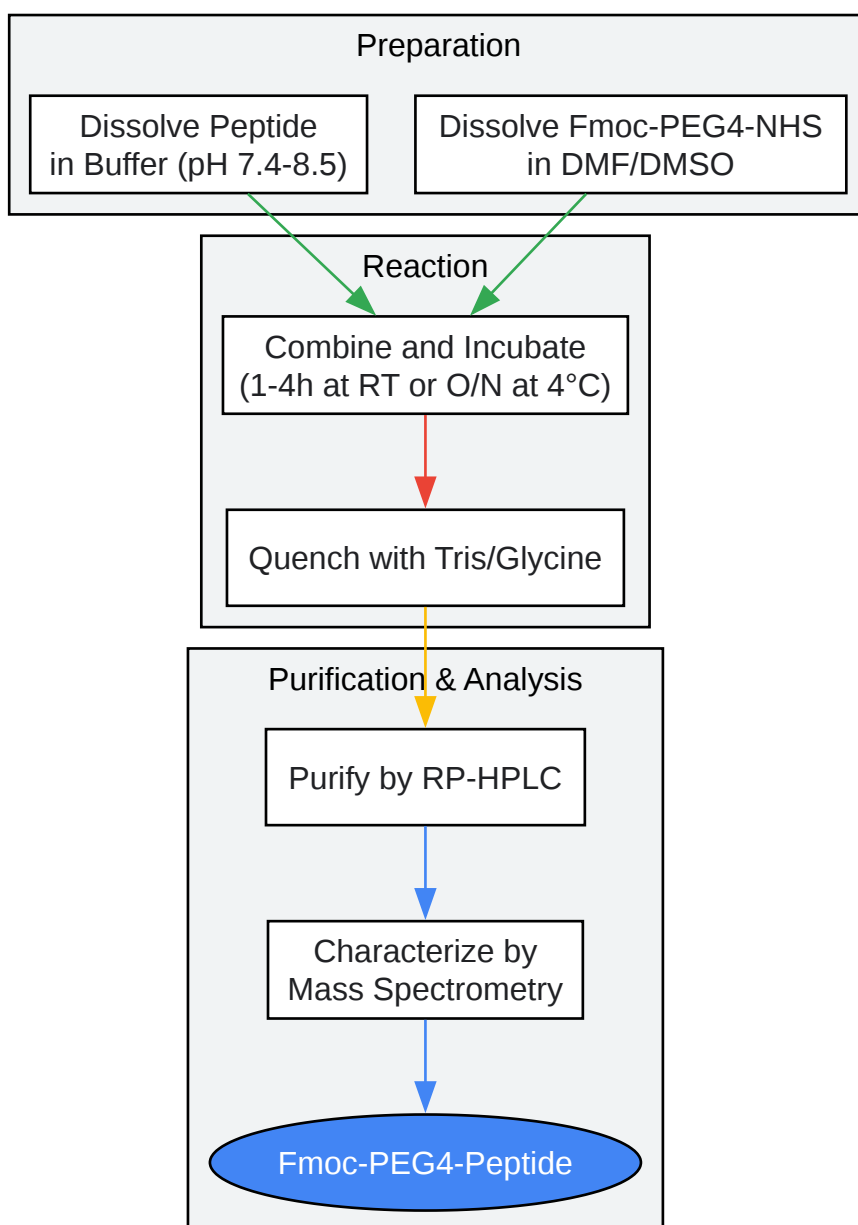 Preparation
Dissolve Peptide
in Buffer (pH 7.4-8.5)
Dissolve Fmoc-PEG4-NHS
in DMF/DMSO
Reaction
Combine and Incubate
(1-4h at RT or O/N at 4°C)
Quench with Tris/Glycine
Purification & Analysis
Purify by RP-HPLC
Characterize by
Mass Spectrometry
Fmoc-PEG4-Peptide